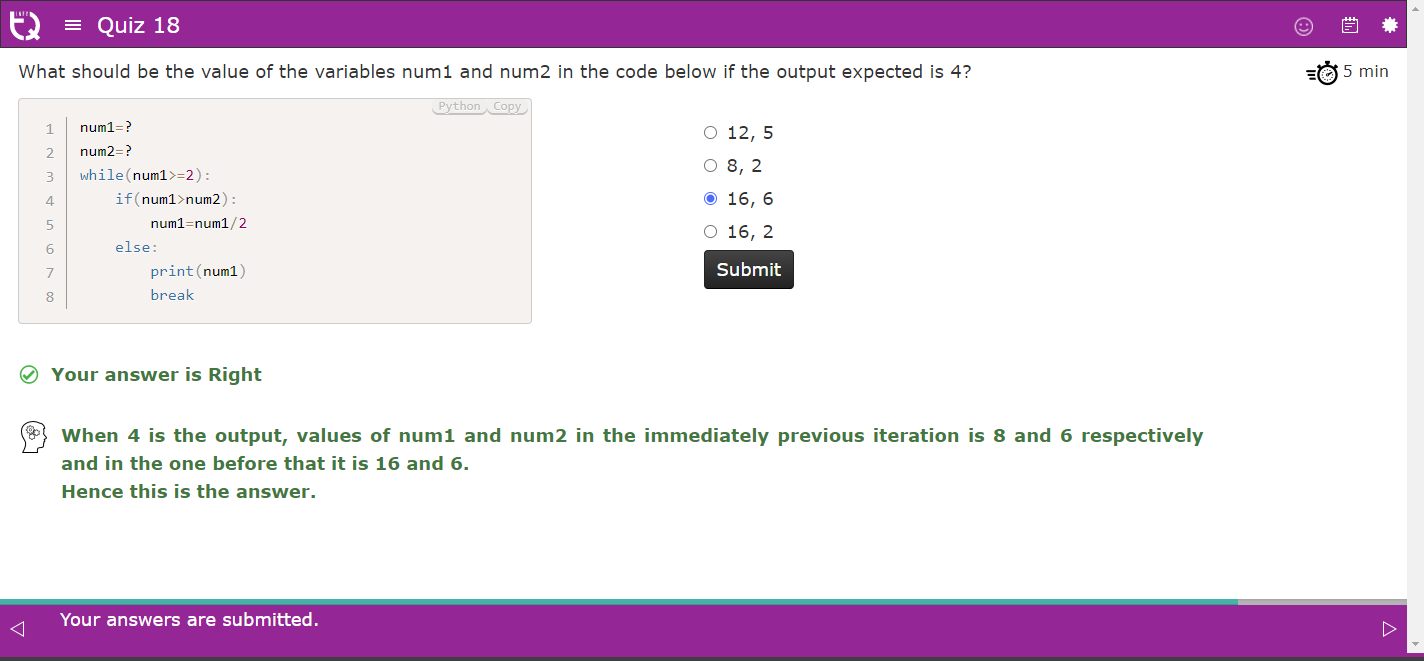 Quiz 18
What should be the value of the variables num1 and num2 in the code below if the output expected is 4?
5 min
Python Copy
1 num1=?
2 num2=?
3 while(num1>=2):
4 if(num1>num2):
5 num1=num1/2
6 else:
7 print(num1)
8 break
12, 5
8, 2
16, 6
16, 2
Submit
Your answer is Right
When 4 is the output, values of num1 and num2 in the immediately previous iteration is 8 and 6 respectively
and in the one before that it is 16 and 6.
Hence this is the answer.
Your answers are submitted.